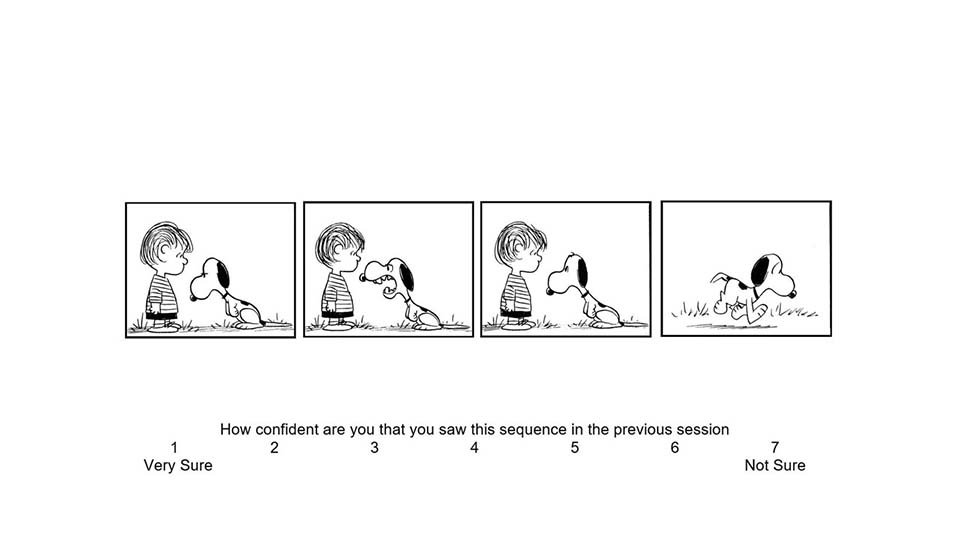 How confident are you that you saw this sequence in the previous session
1 2 3 4 5 6 7
Very Sure Not Sure